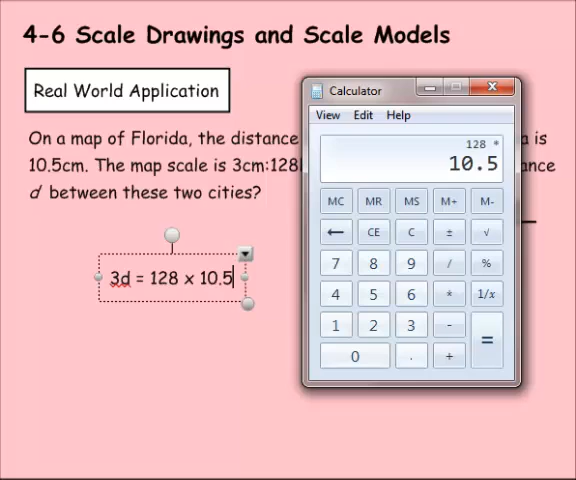 4-6 Scale Drawings and Scale Models
Real World Application
On a map of Florida, the distance
a is
10.5cm. The map scale is 3cm:128
ance
d between these two cities?
3d = 128 x 10.5
Calculator
View Edit Help
128 *
10.5
MC MR MS M+ M-
← CE C ± √
7 8 9 / %
4 5 6 * 1/x
1 2 3 - =
0 . +